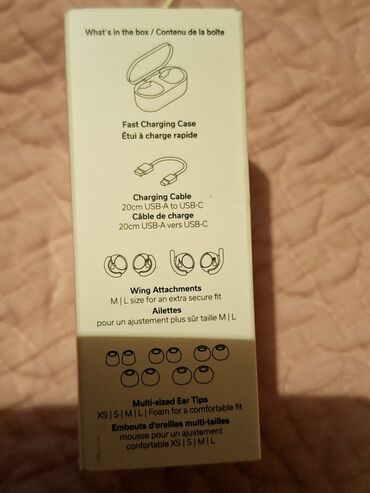 What's in the box / Contenu de la boîte
Fast Charging Case
Étui à charge rapide
Charging Cable
20cm USB-A to USB-C
Câble de charge
20cm USB-A vers USB-C
Wing Attachments
M | L size for an extra secure fit
Ailettes
pour un ajustement plus sûr taille M | L
Multi-sized Ear Tips
XS | S | M | L | Foam for a comfortable fit
Embouts d'oreilles multi-tailles
mousse pour un ajustement
confortable XS | S | M | L